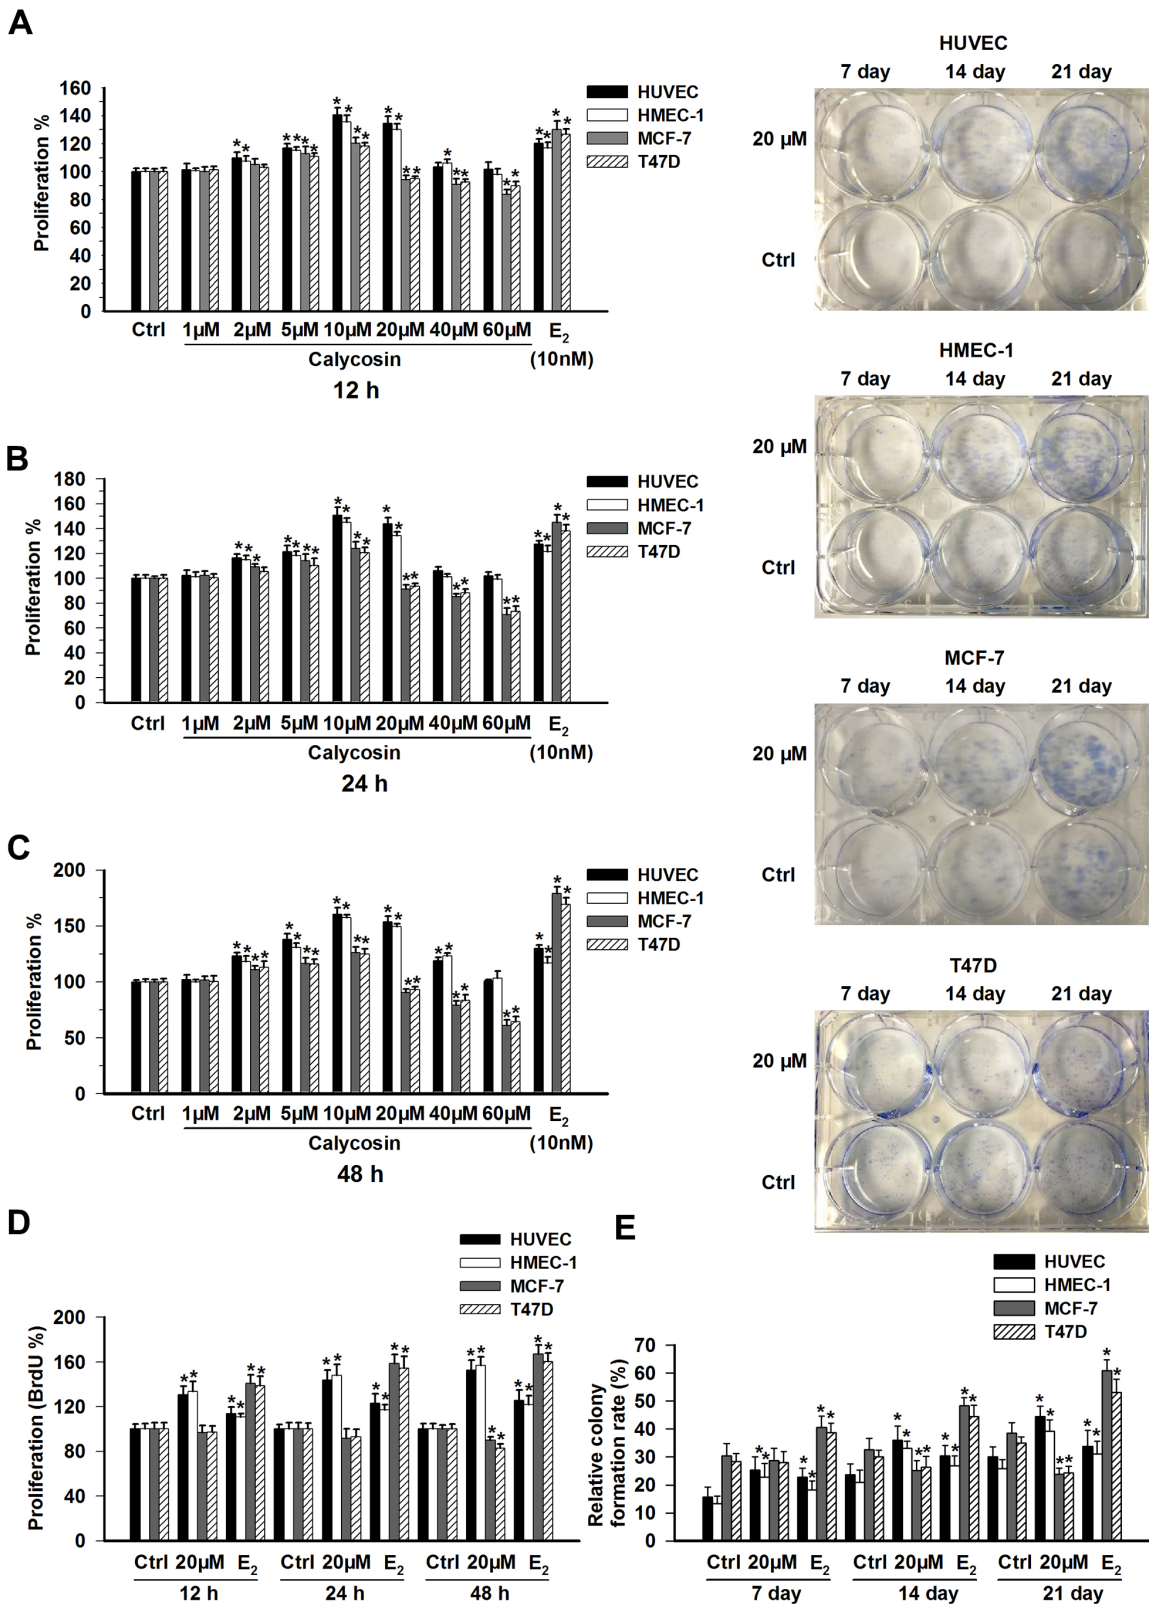 A
160
140
120
100
80
60
40
20
0
Proliferation %
HUVEC
HMEC-1
MCF-7
T47D
* * * * * * * * * * * * * * * * * * * * * * * * *
Ctrl 1µM 2µM 5µM 10µM 20µM 40µM 60µM E2
Calycosin (10nM)
12 h
HUVEC
7 day 14 day 21 day
20 µM
Ctrl
HMEC-1
7 day 14 day 21 day
20 µM
Ctrl
B
180
160
140
120
100
80
60
40
20
0
Proliferation %
HUVEC
HMEC-1
MCF-7
T47D
Ctrl 1µM 2µM 5µM 10µM 20µM 40µM 60µM E2
Calycosin (10nM)
24 h
MCF-7
7 day 14 day 21 day
20 µM
Ctrl
C
200
150
100
50
0
Proliferation %
HUVEC
HMEC-1
MCF-7
T47D
Ctrl 1µM 2µM 5µM 10µM 20µM 40µM 60µM E2
Calycosin (10nM)
48 h
T47D
7 day 14 day 21 day
20 µM
Ctrl
D
HUVEC
HMEC-1
MCF-7
T47D
200
160
120
80
40
0
Proliferation (BrdU %)
Ctrl 20µM E2 Ctrl 20µM E2 Ctrl 20µM E2
12 h 24 h 48 h
E
HUVEC
HMEC-1
MCF-7
T47D
70
60
50
40
30
20
10
0
Relative colony
formation rate (%)
Ctrl 20µM E2 Ctrl 20µM E2 Ctrl 20µM E2
7 day 14 day 21 day